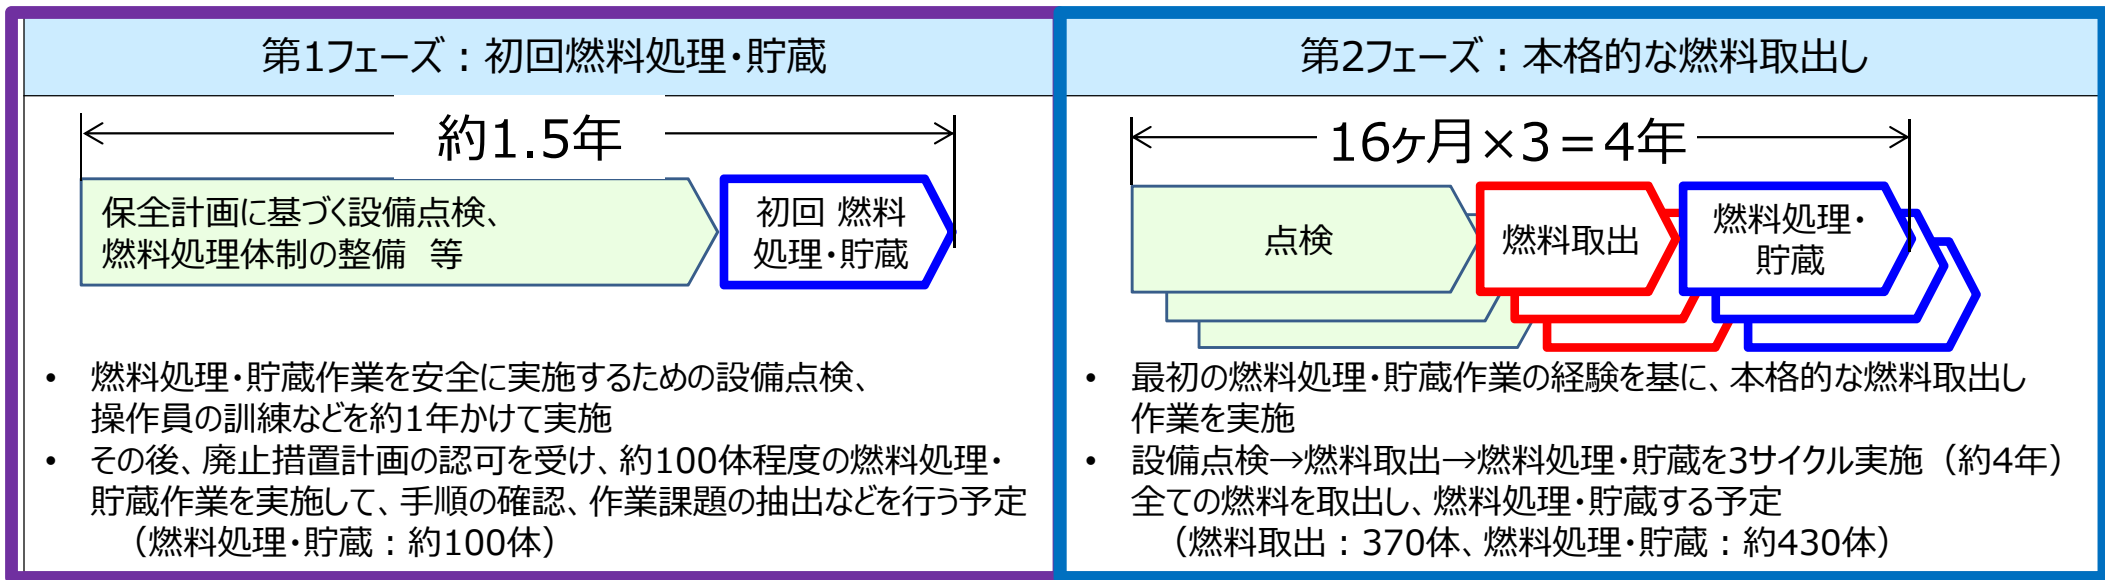 第1フェーズ：初回燃料処理・貯蔵
約1.5年
保全計画に基づく設備点検、
燃料処理体制の整備　等
初回 燃料
処理・貯蔵
• 燃料処理・貯蔵作業を安全に実施するための設備点検、
操作員の訓練などを約1年かけて実施
• その後、廃止措置計画の認可を受け、約100体程度の燃料処理・
貯蔵作業を実施して、手順の確認、作業課題の抽出などを行う予定
（燃料処理・貯蔵：約100体）
第2フェーズ：本格的な燃料取出し
16ヶ月×3＝4年
点検
燃料取出
燃料処理・
貯蔵
• 最初の燃料処理・貯蔵作業の経験を基に、本格的な燃料取出し
作業を実施
• 設備点検→燃料取出→燃料処理・貯蔵を3サイクル実施（約4年）
全ての燃料を取出し、燃料処理・貯蔵する予定
（燃料取出：370体、燃料処理・貯蔵：約430体）